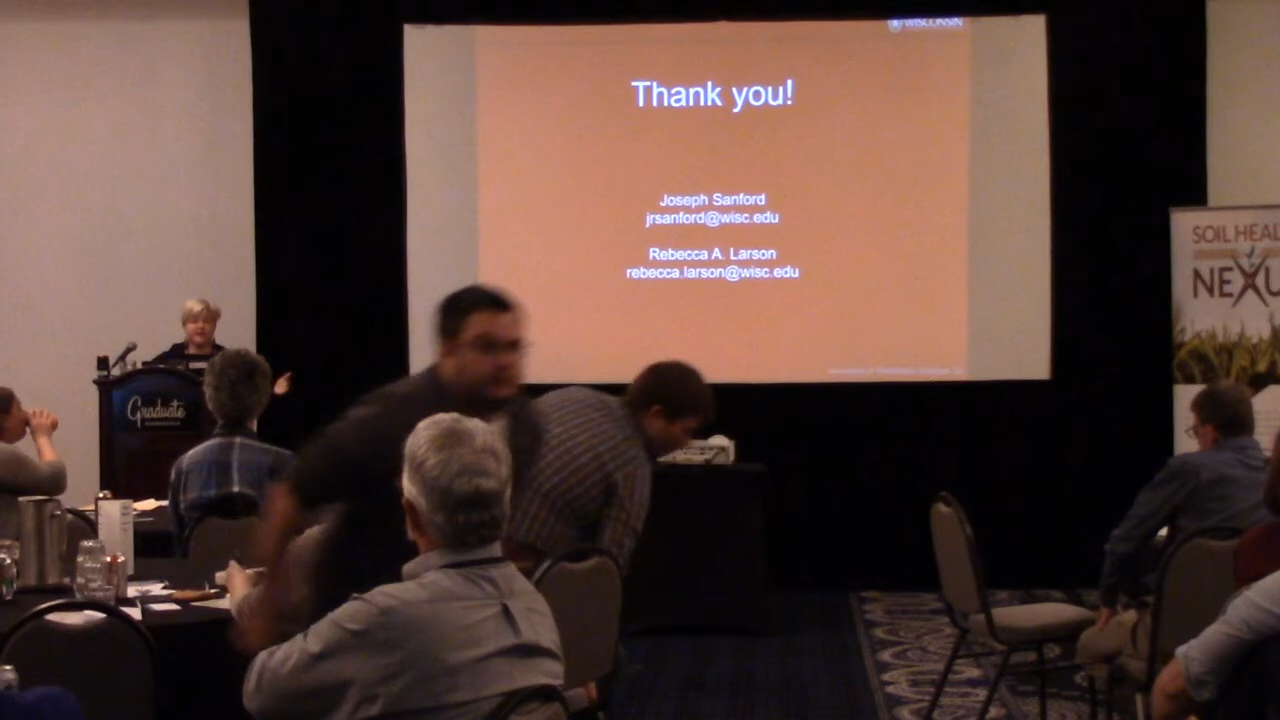 WISCONSIN
Thank you!
Joseph Sanford
jrsanford@wisc.edu
Rebecca A. Larson
rebecca.larson@wisc.edu
SOIL HEAL
NEXU
Graduate